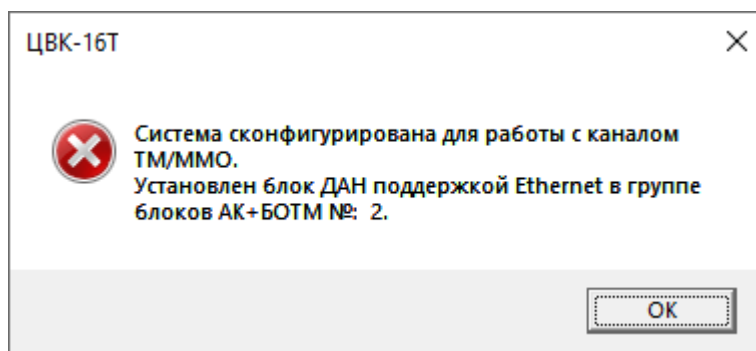 ЦВК-16Т
Система сконфигурирована для работы с каналом
ТМ/ММО.
Установлен блок ДАН поддержкой Ethernet в группе
блоков АК+БОТМ №:  2.
ОК